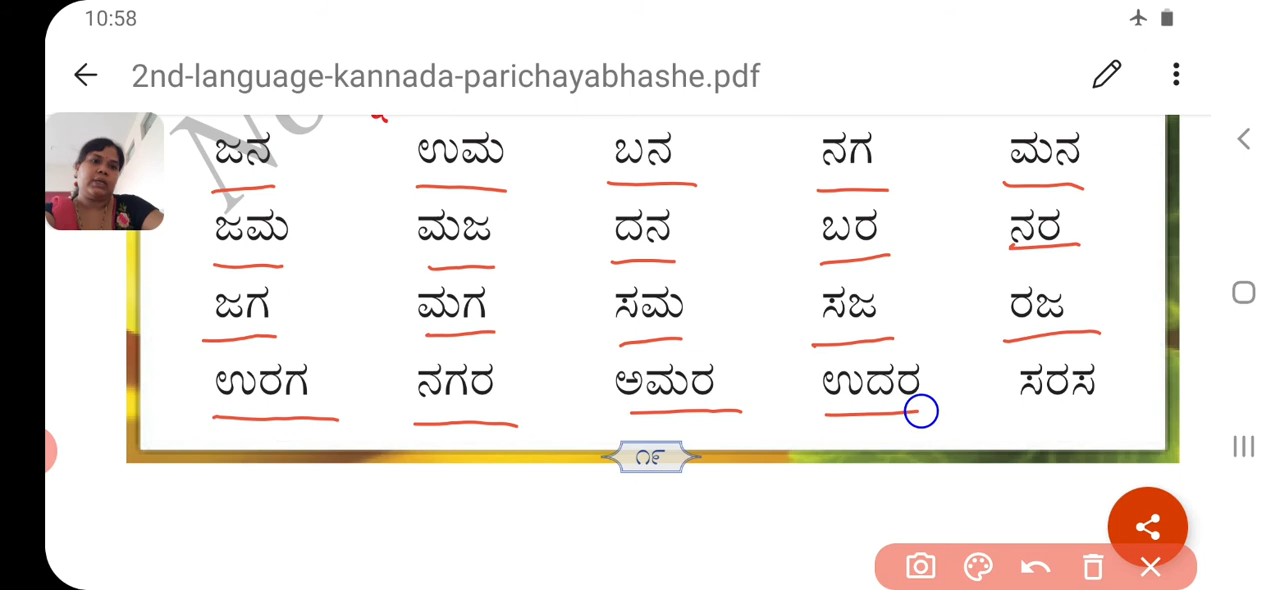 10:58
2nd-language-kannada-parichayabhashe.pdf
ಜನ ಉಮ ಬನ ನಗ ಮನ
ಜಮ ಮಜ ದನ ಬರ ನರ
ಜಗ ಮಗ ಸಮ ಸಜ ರಜ
ಉರಗ ನಗರ ಅಮರ ಉದರ ಸರಸ
೧೯